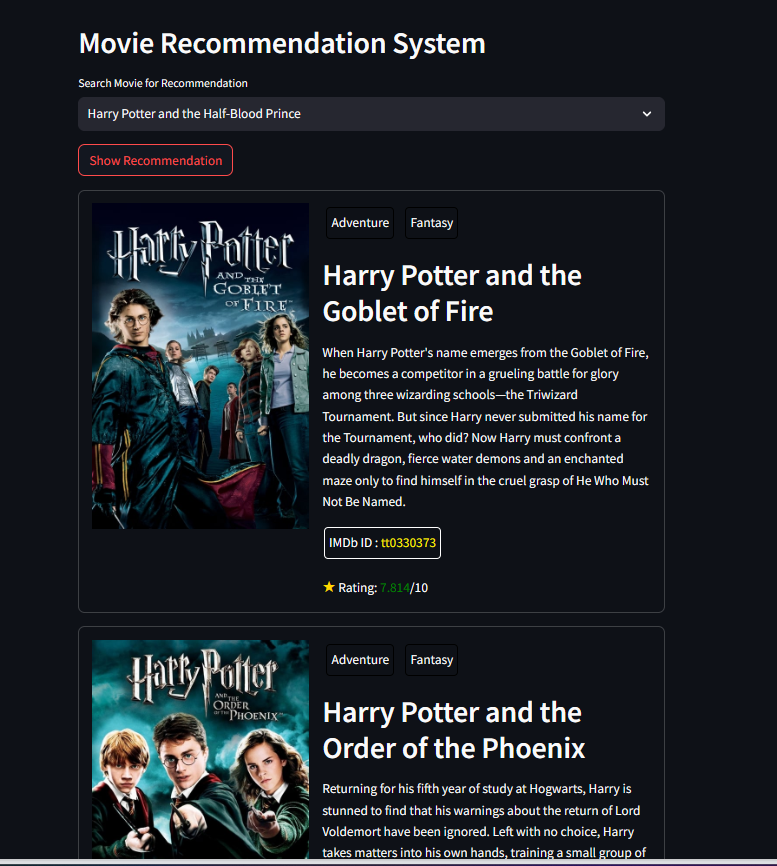 Movie Recommendation System
Search Movie for Recommendation
Harry Potter and the Half-Blood Prince
Show Recommendation
Harry Potter
AND THE
GOBLET
OF FIRE
Adventure Fantasy
Harry Potter and the
Goblet of Fire
When Harry Potter's name emerges from the Goblet of Fire,
he becomes a competitor in a grueling battle for glory
among three wizarding schools—the Triwizard
Tournament. But since Harry never submitted his name for
the Tournament, who did? Now Harry must confront a
deadly dragon, fierce water demons and an enchanted
maze only to find himself in the cruel grasp of He Who Must
Not Be Named.
IMDb ID : tt0330373
Rating: 7.814/10
Harry Potter
AND THE
ORDER
OF THE PHOENIX
Adventure Fantasy
Harry Potter and the
Order of the Phoenix
Returning for his fifth year of study at Hogwarts, Harry is
stunned to find that his warnings about the return of Lord
Voldemort have been ignored. Left with no choice, Harry
takes matters into his own hands, training a small group of